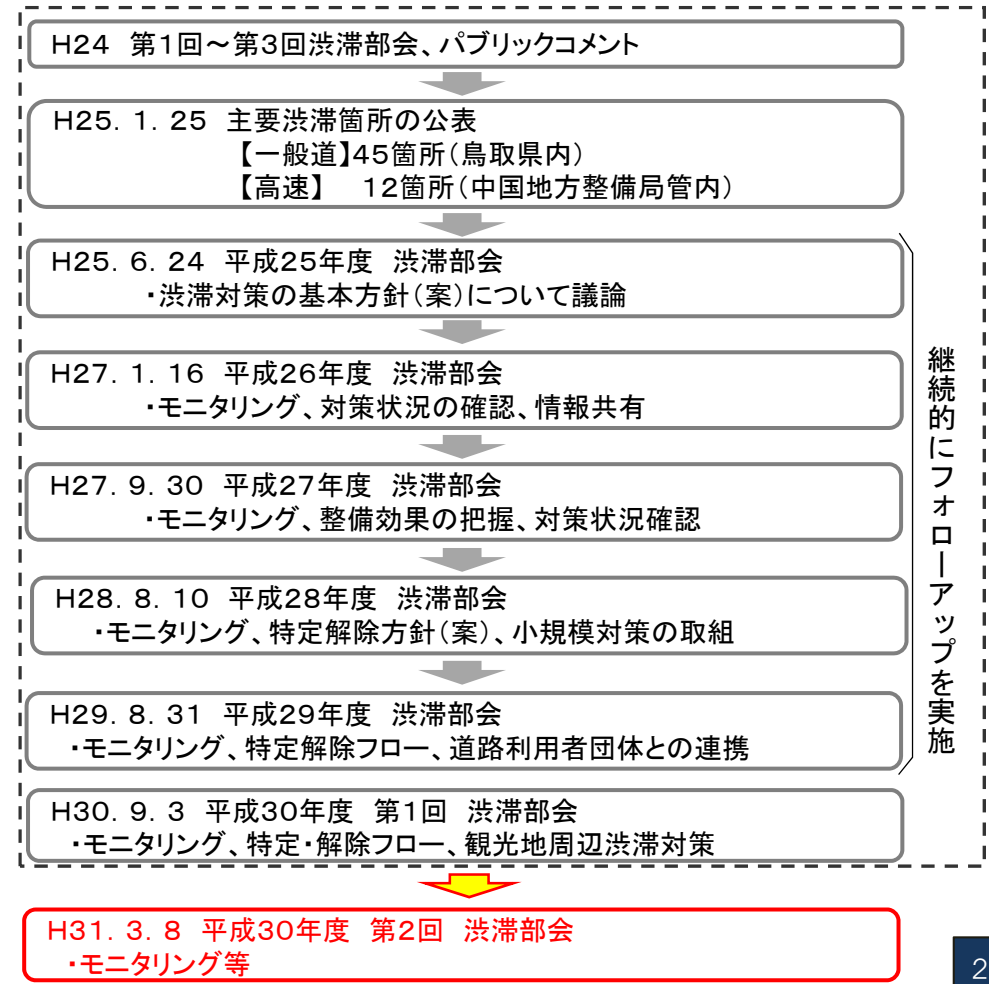 H24 第1回～第3回渋滞部会、パブリックコメント
H25.1.25 主要渋滞箇所の公表
【一般道】45箇所(鳥取県内)
【高速】 12箇所(中国地方整備局管内)
H25.6.24 平成25年度 渋滞部会
・渋滞対策の基本方針(案)について議論
H27.1.16 平成26年度 渋滞部会
・モニタリング、対策状況の確認、情報共有
H27.9.30 平成27年度 渋滞部会
・モニタリング、整備効果の把握、対策状況確認
H28.8.10 平成28年度 渋滞部会
・モニタリング、特定解除方針(案)、小規模対策の取組
H29.8.31 平成29年度 渋滞部会
・モニタリング、特定解除フロー、道路利用者団体との連携
H30.9.3 平成30年度 第1回 渋滞部会
・モニタリング、特定・解除フロー、観光地周辺渋滞対策
継続的にフォローアップを実施
H31.3.8 平成30年度 第2回 渋滞部会
・モニタリング等
2